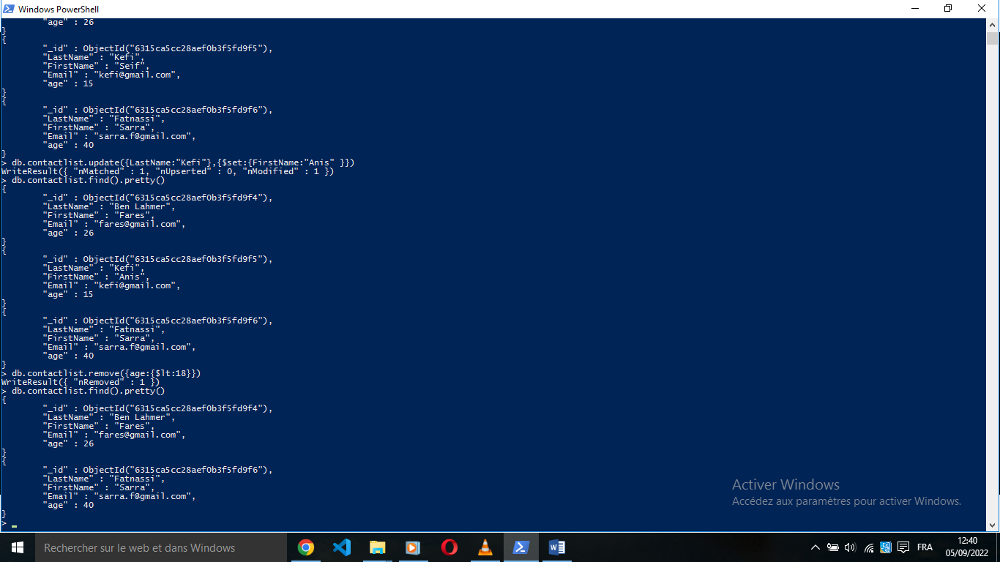 Windows PowerShell
"age" : 26
}
{
"_id" : ObjectId("6315ca5cc28aef0b3f5fd9f5"),
"LastName" : "Kefi",
"FirstName" : "Seif",
"Email" : "kefi@gmail.com",
"age" : 15
}
{
"_id" : ObjectId("6315ca5cc28aef0b3f5fd9f6"),
"LastName" : "Fatnassi",
"FirstName" : "Sarra",
"Email" : "sarra.f@gmail.com",
"age" : 40
}
> db.contactlist.update({LastName:"Kefi"},{$set:{FirstName:"Anis" }})
WriteResult({ "nMatched" : 1, "nUpserted" : 0, "nModified" : 1 })
> db.contactlist.find().pretty()
{
"_id" : ObjectId("6315ca5cc28aef0b3f5fd9f4"),
"LastName" : "Ben Lahmer",
"FirstName" : "Fares",
"Email" : "fares@gmail.com",
"age" : 26
}
{
"_id" : ObjectId("6315ca5cc28aef0b3f5fd9f5"),
"LastName" : "Kefi",
"FirstName" : "Anis",
"Email" : "kefi@gmail.com",
"age" : 15
}
{
"_id" : ObjectId("6315ca5cc28aef0b3f5fd9f6"),
"LastName" : "Fatnassi",
"FirstName" : "Sarra",
"Email" : "sarra.f@gmail.com",
"age" : 40
}
> db.contactlist.remove({age:{$lt:18}})
WriteResult({ "nRemoved" : 1 })
> db.contactlist.find().pretty()
{
"_id" : ObjectId("6315ca5cc28aef0b3f5fd9f4"),
"LastName" : "Ben Lahmer",
"FirstName" : "Fares",
"Email" : "fares@gmail.com",
"age" : 26
}
{
"_id" : ObjectId("6315ca5cc28aef0b3f5fd9f6"),
"LastName" : "Fatnassi",
"FirstName" : "Sarra",
"Email" : "sarra.f@gmail.com",
"age" : 40
}
>
Activer Windows
Accédez aux paramètres pour activer Windows.
Rechercher sur le web et dans Windows
FRA
12:40
05/09/2022